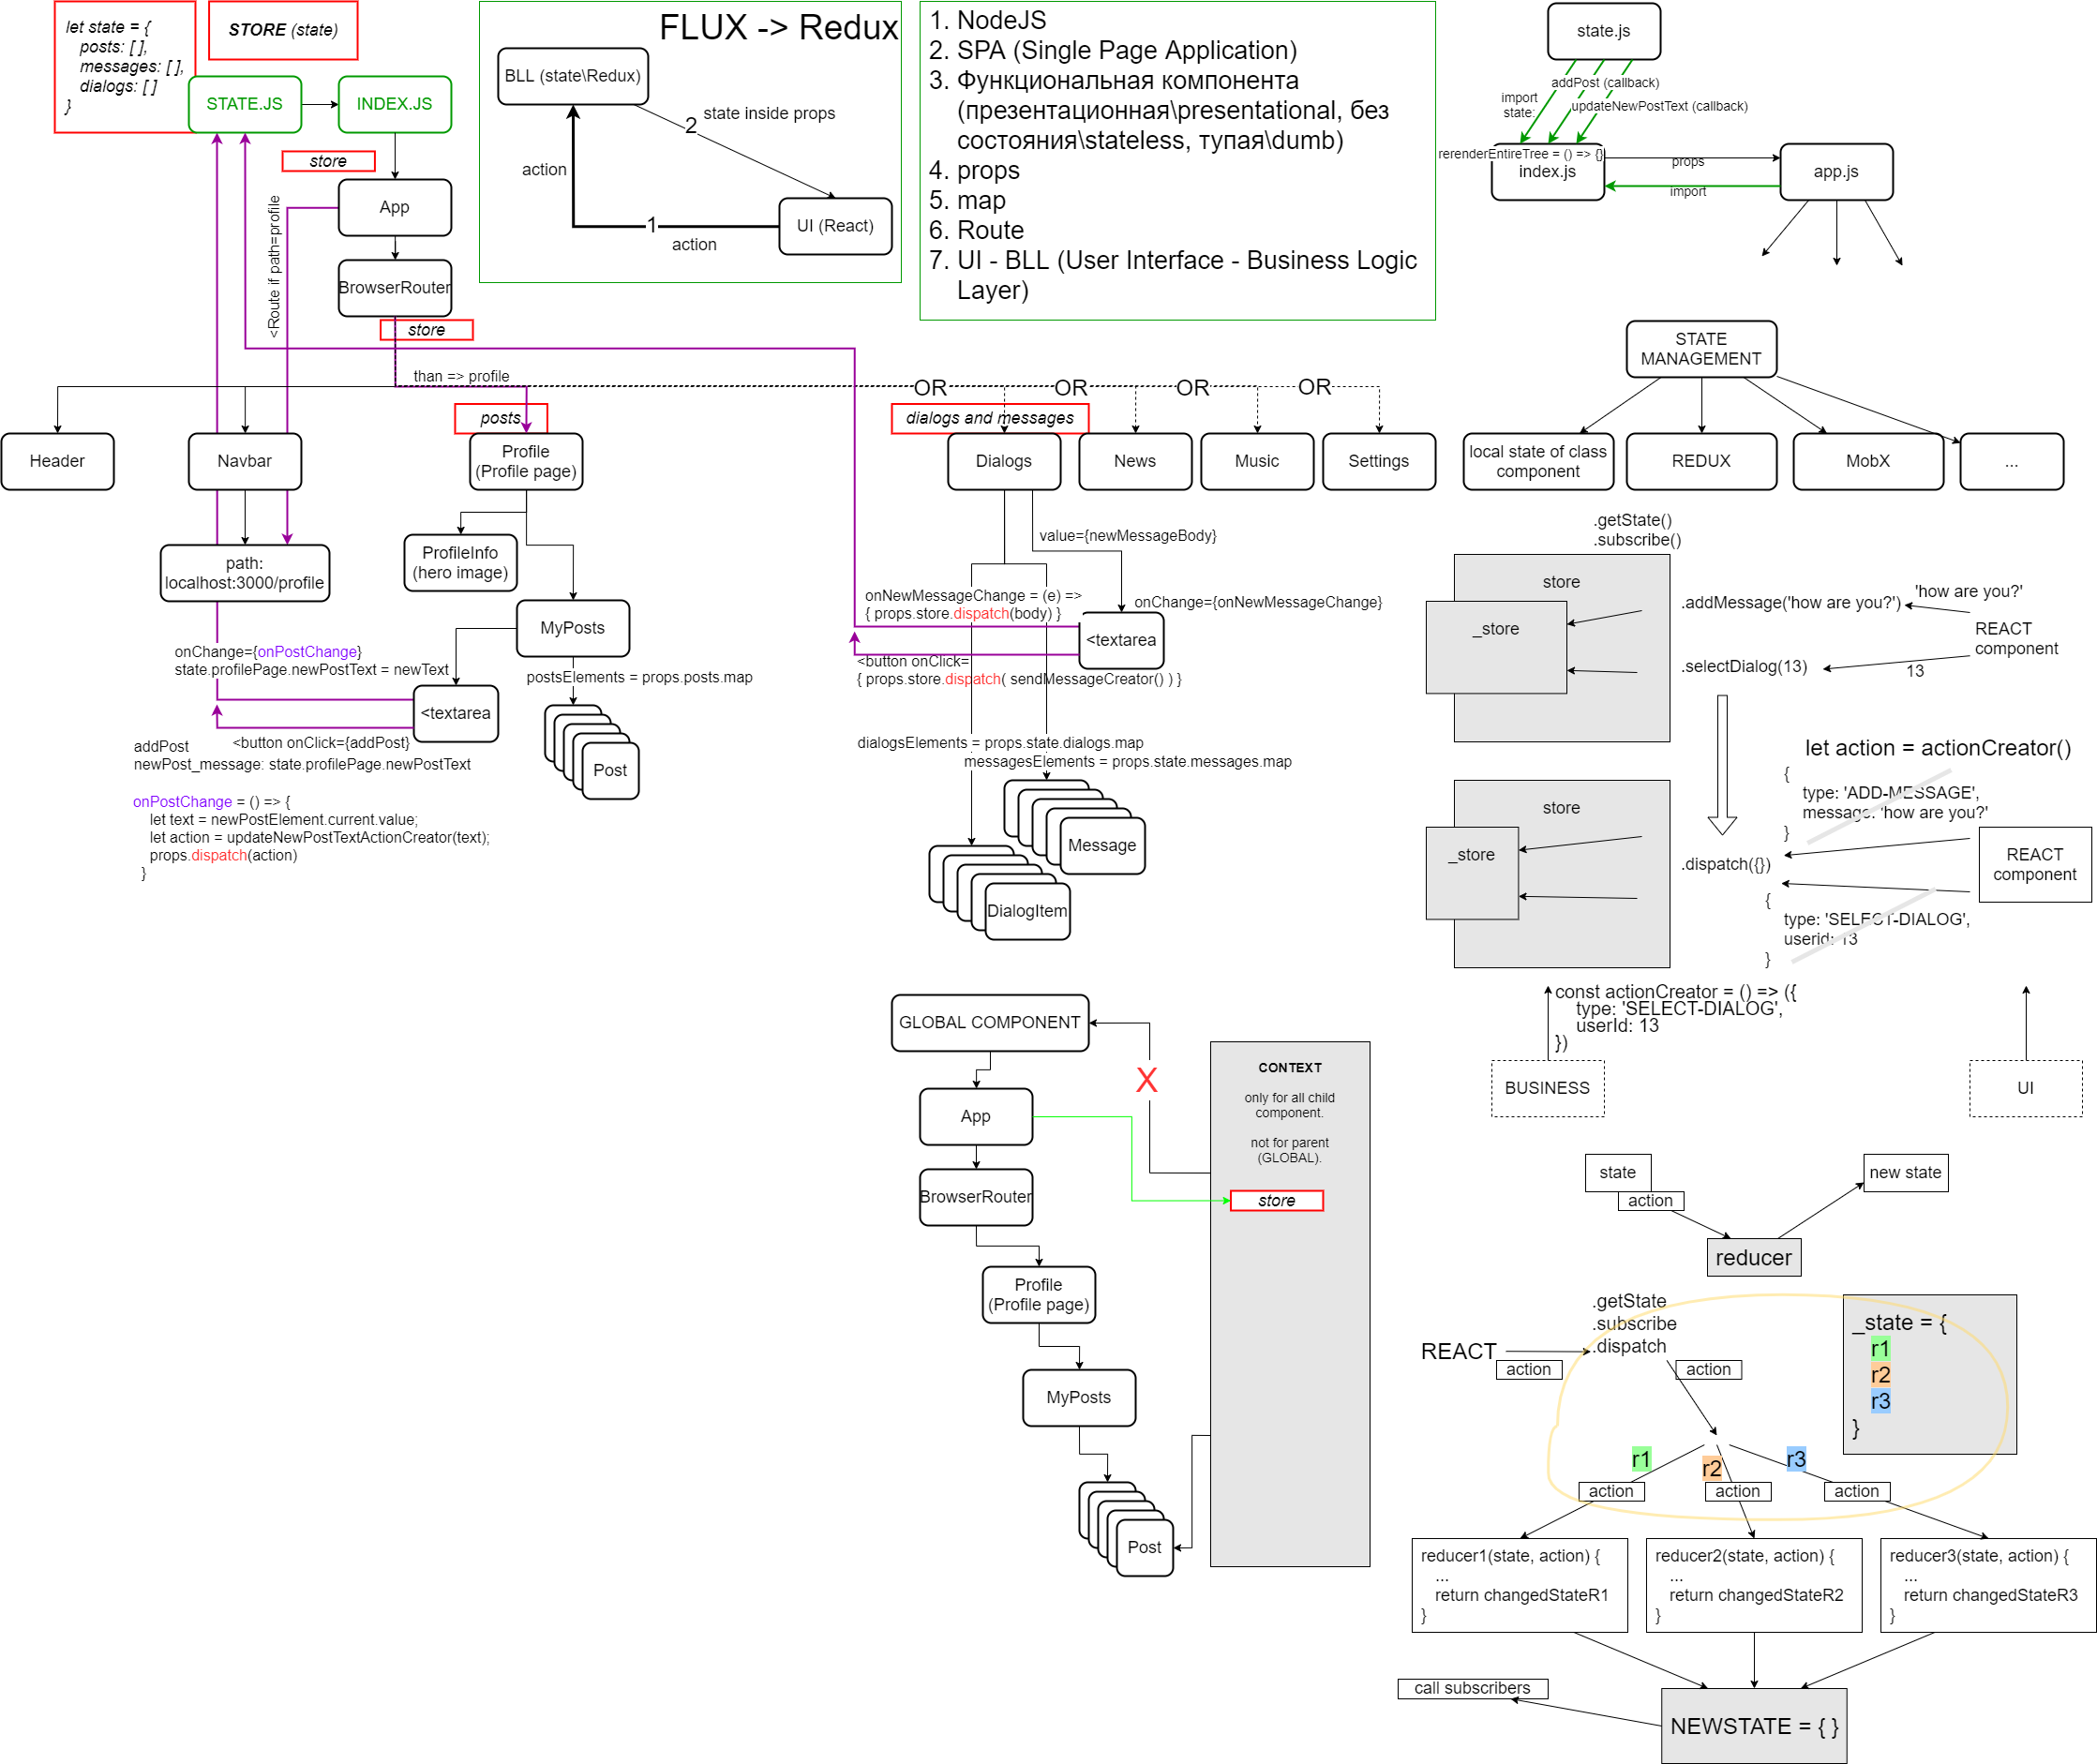 let state = {
posts: [ ],
messages: [ ],
dialogs: [ ]
}
STORE (state)
STATE.JS
INDEX.JS
store
App
<Route if path=profile
BrowserRouter
store
than => profile
FLUX -> Redux
BLL (state\Redux)
2
state inside props
action
1
action
UI (React)
1. NodeJS
2. SPA (Single Page Application)
3. Функциональная компонента
(презентационная\presentational, без
состояния\stateless, тупая\dumb)
4. props
5. map
6. Route
7. UI - BLL (User Interface - Business Logic
Layer)
state.js
addPost (callback)
import
state:
updateNewPostText (callback)
rerenderEntireTree = () => {}
index.js
props
import
app.js
OR
OR
OR
OR
posts
dialogs and messages
Header
Navbar
Profile
(Profile page)
Dialogs
News
Music
Settings
STATE
MANAGEMENT
local state of class
component
REDUX
MobX
...
path:
localhost:3000/profile
ProfileInfo
(hero image)
MyPosts
onChange={onPostChange}
state.profilePage.newPostText = newText
<textarea
postsElements = props.posts.map
<button onClick={addPost}
addPost
newPost_message: state.profilePage.newPostText
Post
onPostChange = () => {
let text = newPostElement.current.value;
let action = updateNewPostTextActionCreator(text);
props.dispatch(action)
}
value={newMessageBody}
onNewMessageChange = (e) =>
{ props.store.dispatch(body) }
onChange={onNewMessageChange}
<textarea
<button onClick=
{ props.store.dispatch( sendMessageCreator() ) }
dialogsElements = props.state.dialogs.map
messagesElements = props.state.messages.map
Message
DialogItem
.getState()
.subscribe()
store
_store
.addMessage('how are you?')
'how are you?'
REACT
component
.selectDialog(13)
13
let action = actionCreator()
{
type: 'ADD-MESSAGE',
message: 'how are you?'
}
store
_store
.dispatch({})
REACT
component
{
type: 'SELECT-DIALOG',
userid: 13
}
const actionCreator = () => ({
type: 'SELECT-DIALOG',
userId: 13
})
BUSINESS
UI
GLOBAL COMPONENT
X
App
BrowserRouter
Profile
(Profile page)
MyPosts
Post
CONTEXT
only for all child
component.
not for parent
(GLOBAL).
store
state
action
new state
reducer
.getState
.subscribe
.dispatch
REACT
action
action
_state = {
r1
r2
r3
}
r1
r2
r3
action
action
action
reducer1(state, action) {
...
return changedStateR1
}
reducer2(state, action) {
...
return changedStateR2
}
reducer3(state, action) {
...
return changedStateR3
}
call subscribers
NEWSTATE = { }